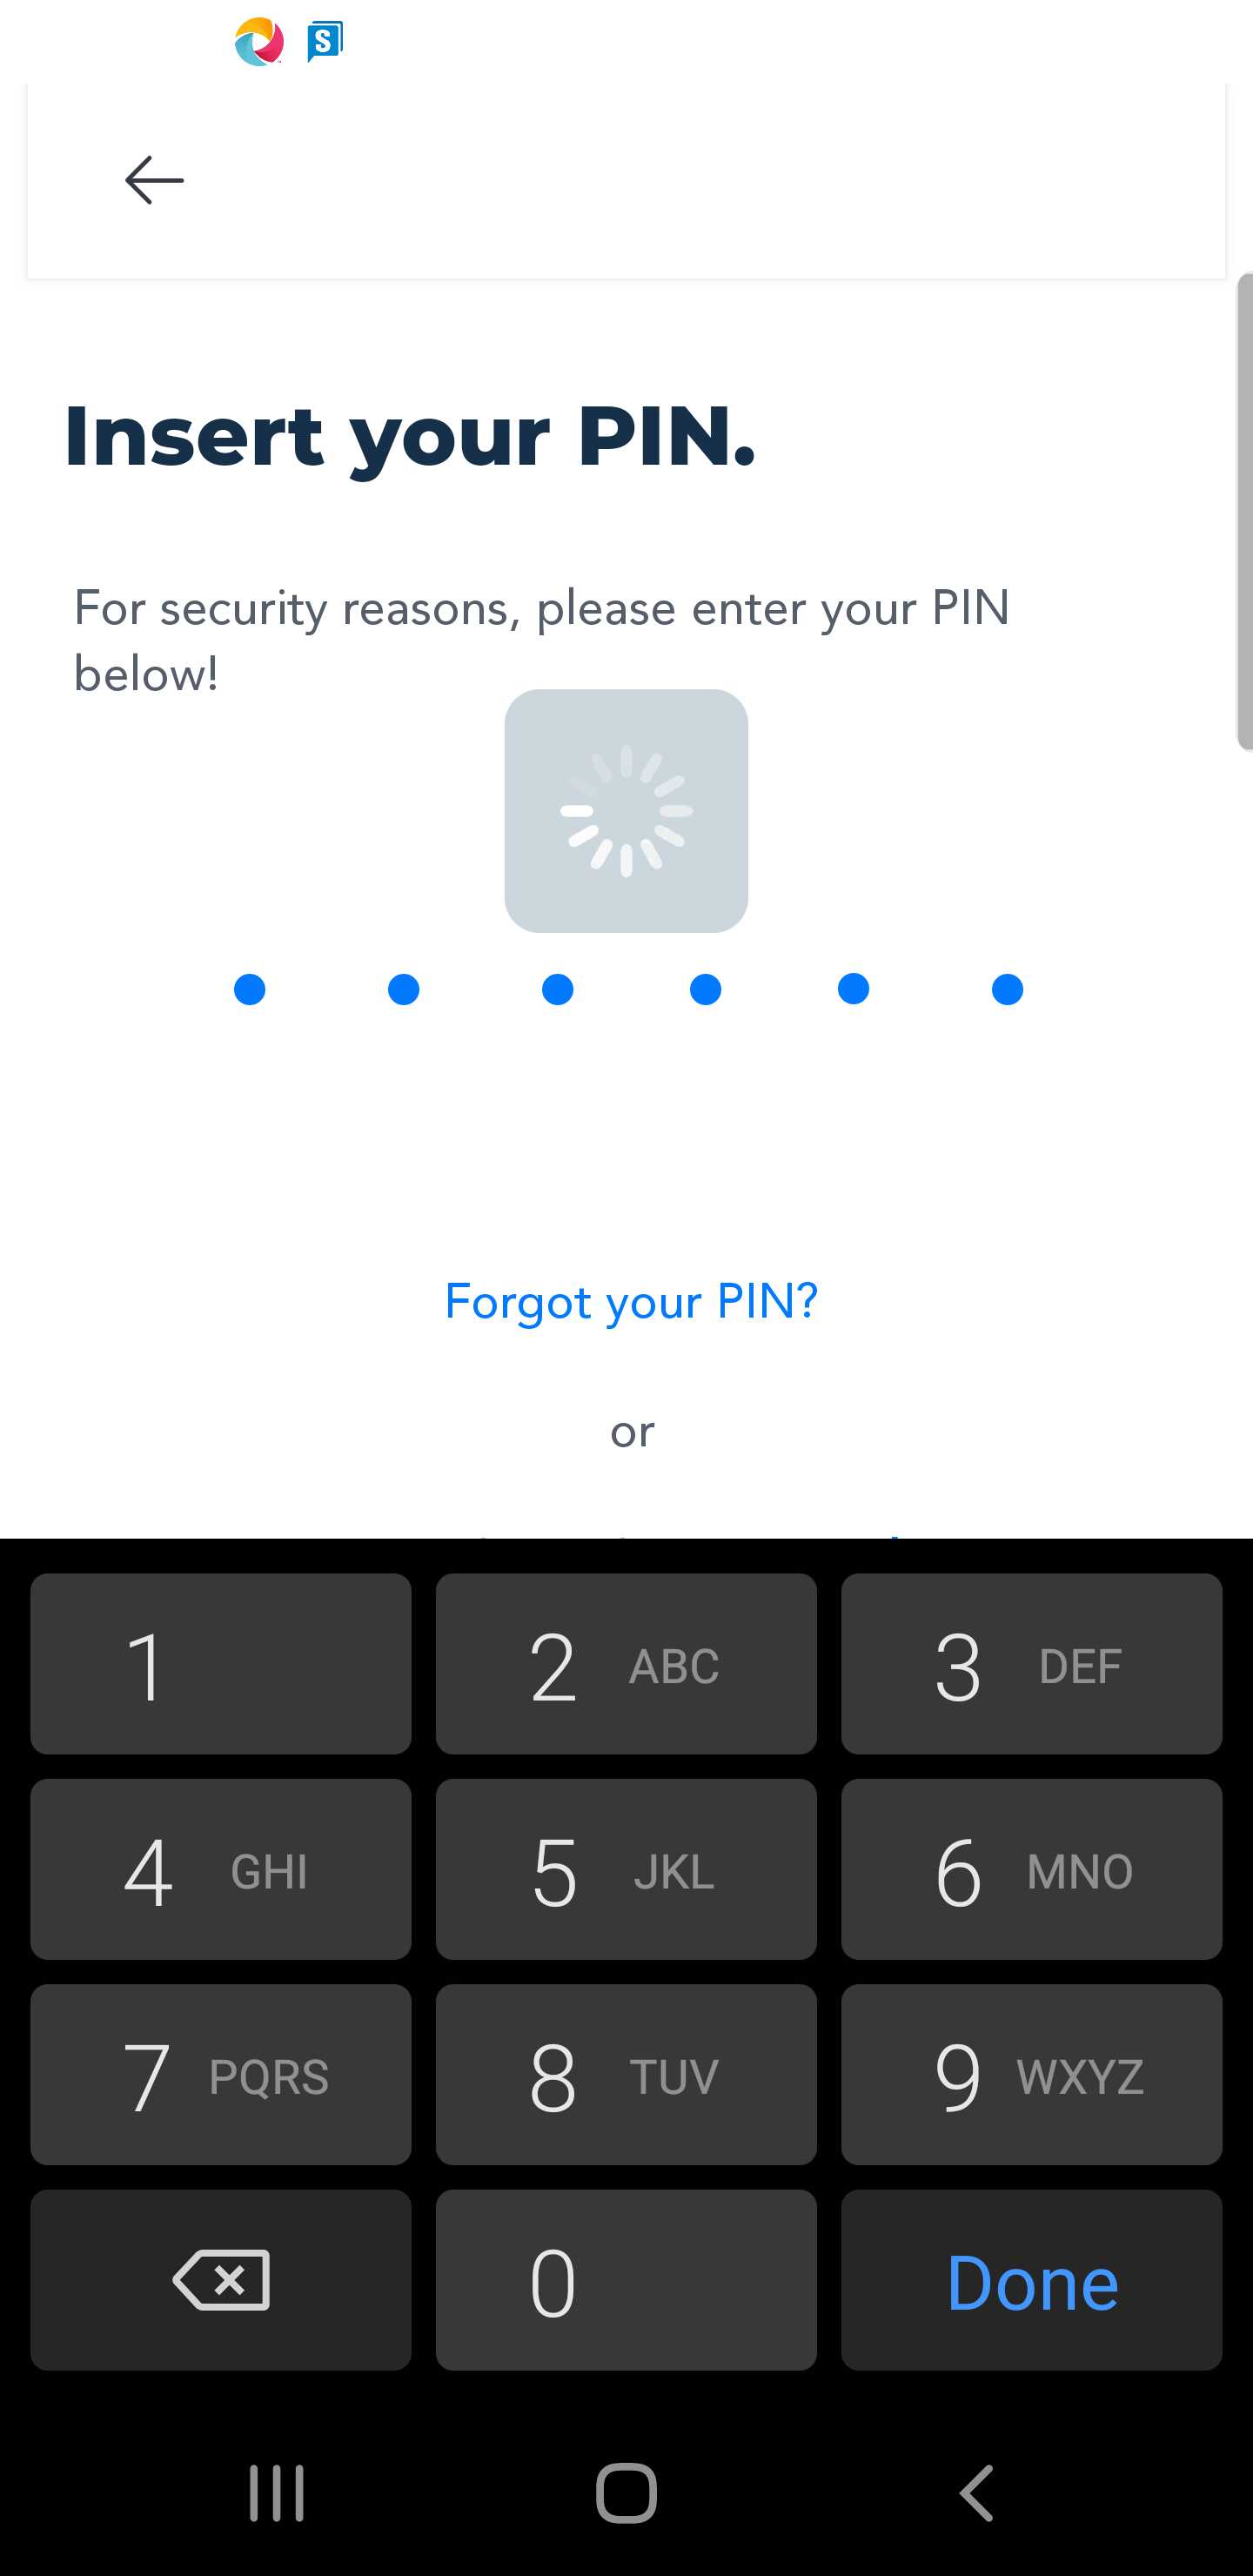 S
Insert your PIN.
For security reasons, please enter your PIN
below!
Forgot your PIN?
or
1
2 ABC
3 DEF
4 GHI
5 JKL
6 MNO
7 PQRS
8 TUV
9 WXYZ
0
Done